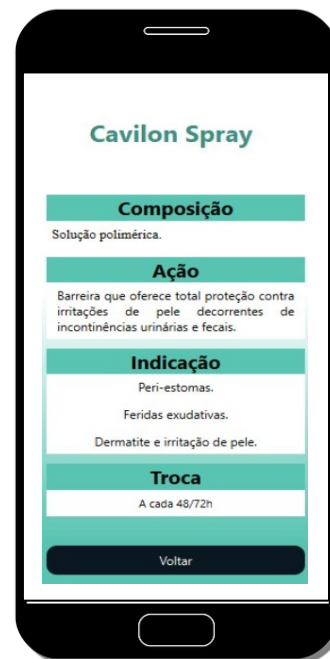 Cavilon Spray
Composição
Solução polimérica.
Ação
Barreira que oferece total proteção contra
irritações de pele decorrentes de
incontinências urinárias e fecais.
Indicação
Peri-estomas.
Feridas exudativas.
Dermatite e irritação de pele.
Troca
A cada 48/72h
Voltar